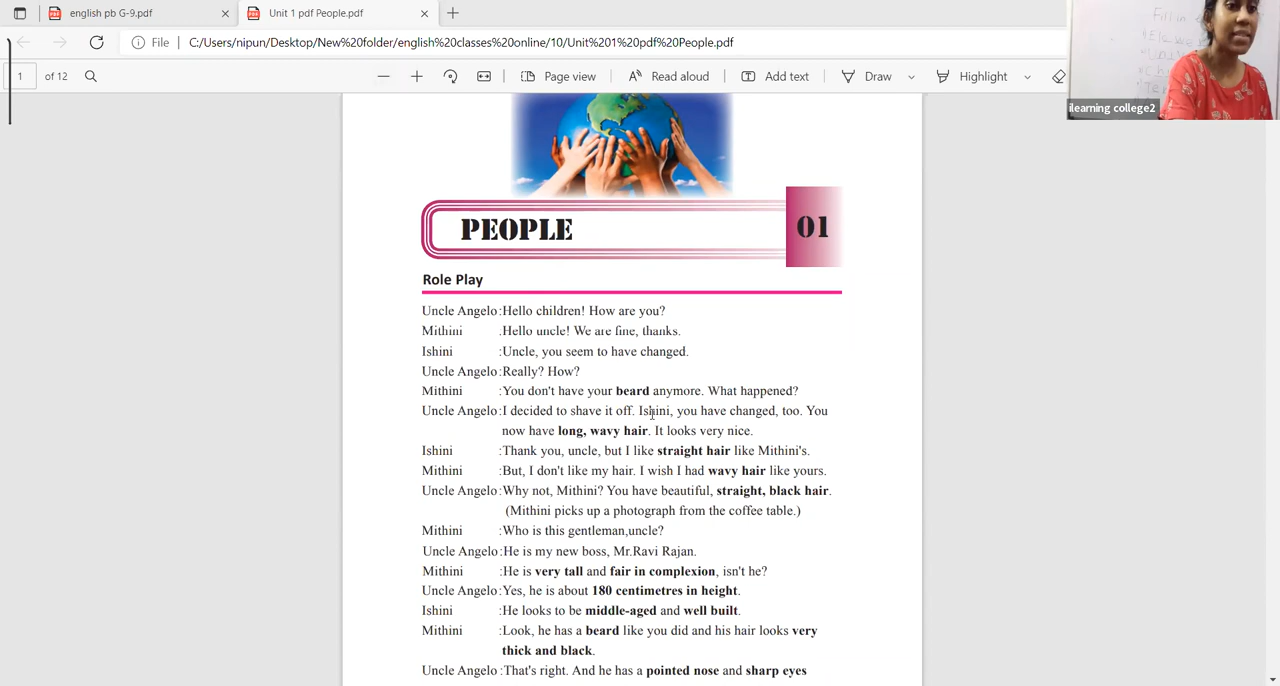 english pb G-9.pdf
Unit 1 pdf People.pdf
File
C:/Users/nipun/Desktop/New%20folder/english%20classes%20online/10/Unit%201%20pdf%20People.pdf
1 of 12
Page view
Read aloud
Add text
Draw
Highlight
Fill in
ilearning college2
PEOPLE
01
Role Play
Uncle Angelo:Hello children! How are you?
Mithini :Hello uncle! We are fine, thanks.
Ishini :Uncle, you seem to have changed.
Uncle Angelo:Really? How?
Mithini :You don't have your beard anymore. What happened?
Uncle Angelo:I decided to shave it off. Ishini, you have changed, too. You
now have long, wavy hair. It looks very nice.
Ishini :Thank you, uncle, but I like straight hair like Mithini's.
Mithini :But, I don't like my hair. I wish I had wavy hair like yours.
Uncle Angelo:Why not, Mithini? You have beautiful, straight, black hair.
(Mithini picks up a photograph from the coffee table.)
Mithini :Who is this gentleman,uncle?
Uncle Angelo:He is my new boss, Mr.Ravi Rajan.
Mithini :He is very tall and fair in complexion, isn't he?
Uncle Angelo:Yes, he is about 180 centimetres in height.
Ishini :He looks to be middle-aged and well built.
Mithini :Look, he has a beard like you did and his hair looks very
thick and black.
Uncle Angelo:That's right. And he has a pointed nose and sharp eyes